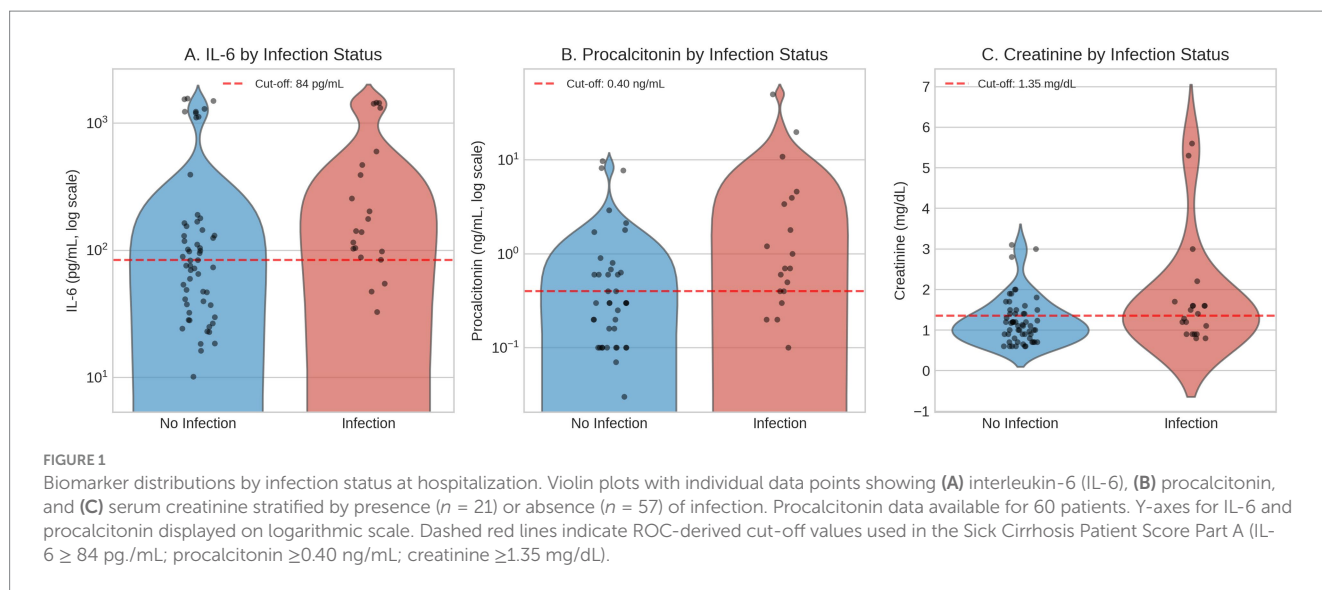 A. IL-6 by Infection Status
Cut-off: 84 pg/mL
IL-6 (pg/mL, log scale)
10³
10²
10¹
No Infection
Infection
B. Procalcitonin by Infection Status
Cut-off: 0.40 ng/mL
Procalcitonin (ng/mL, log scale)
10¹
10⁰
10⁻¹
No Infection
Infection
C. Creatinine by Infection Status
Cut-off: 1.35 mg/dL
Creatinine (mg/dL)
7
6
5
4
3
2
1
0
−1
No Infection
Infection
FIGURE 1
Biomarker distributions by infection status at hospitalization. Violin plots with individual data points showing (A) interleukin-6 (IL-6), (B) procalcitonin,
and (C) serum creatinine stratified by presence (n = 21) or absence (n = 57) of infection. Procalcitonin data available for 60 patients. Y-axes for IL-6 and
procalcitonin displayed on logarithmic scale. Dashed red lines indicate ROC-derived cut-off values used in the Sick Cirrhosis Patient Score Part A (IL-
6 ≥ 84 pg./mL; procalcitonin ≥0.40 ng/mL; creatinine ≥1.35 mg/dL).